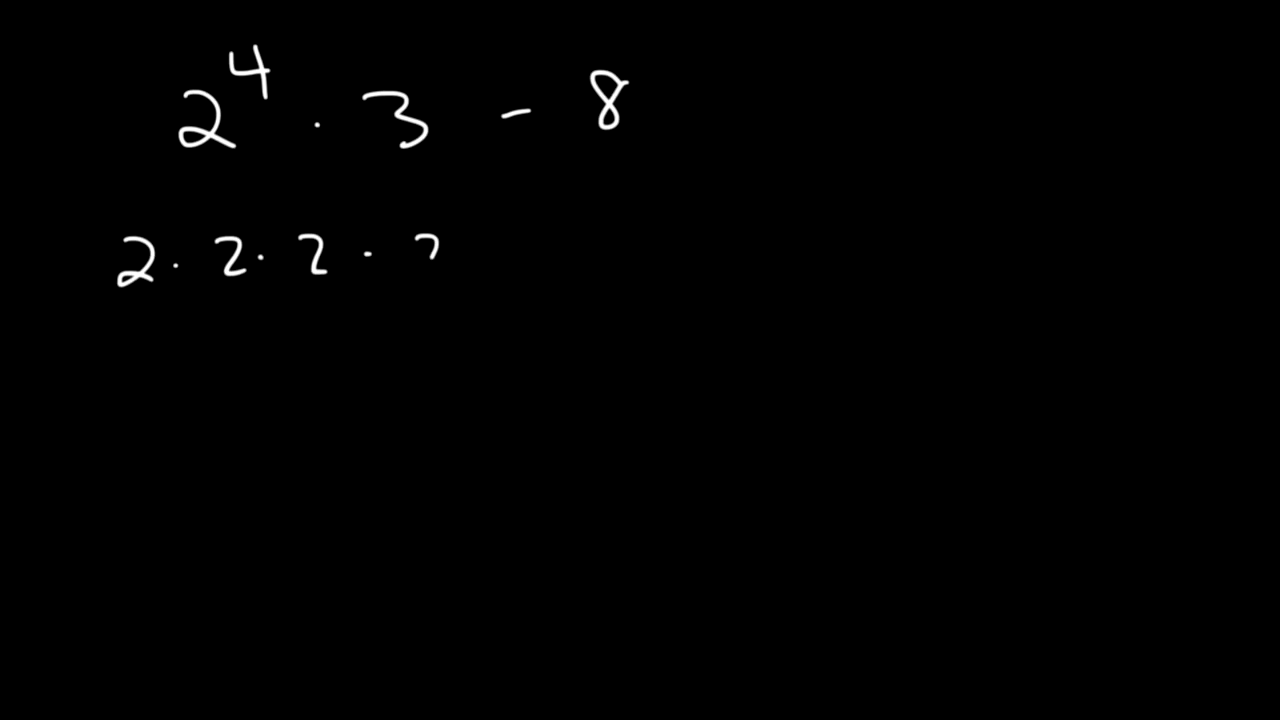 2⁴ · 3 - 8
2 · 2 · 2 ·